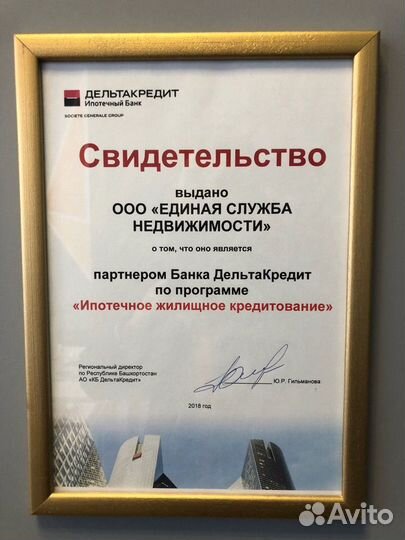 ДЕЛЬТАКРЕДИТ
Ипотечный Банк
SOCIETE GENERALE GROUP
Свидетельство
выдано
ООО «ЕДИНАЯ СЛУЖБА
НЕДВИЖИМОСТИ»
о том, что оно является
партнером Банка ДельтаКредит
по программе
«Ипотечное жилищное кредитование»
Региональный директор
по Республике Башкортостан
АО «КБ ДельтаКредит»
Ю.Р. Гильманова
2018 год
Avito